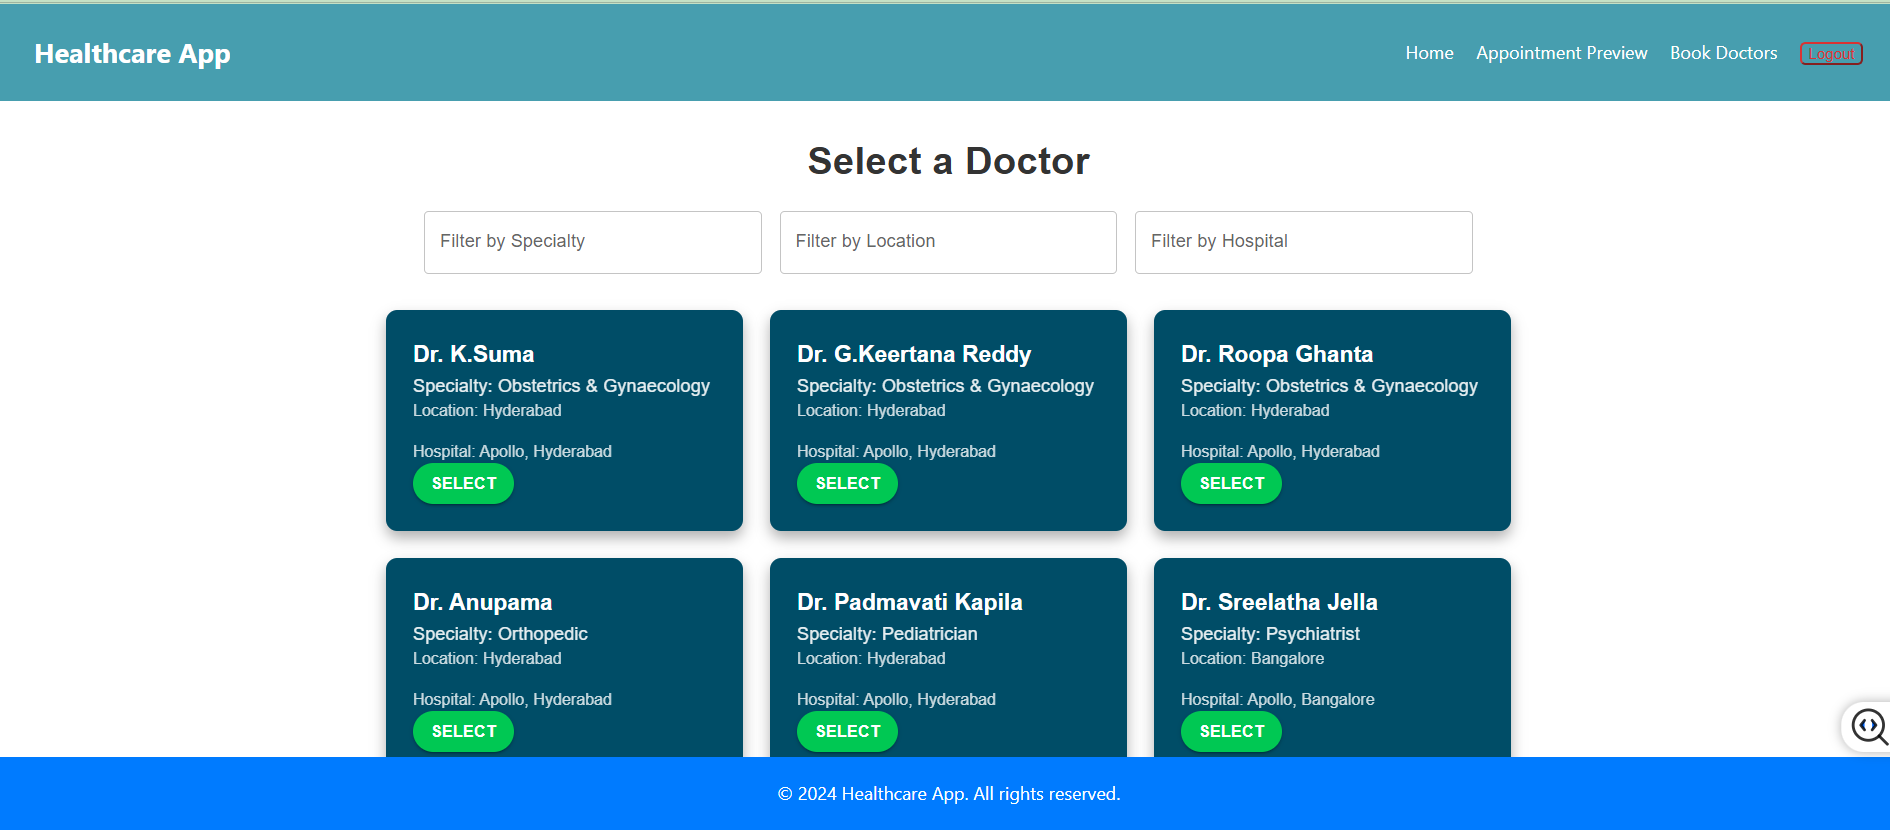 Healthcare App
Home Appointment Preview Book Doctors Logout
Select a Doctor
Filter by Specialty Filter by Location Filter by Hospital
Dr. K.Suma
Specialty: Obstetrics & Gynaecology
Location: Hyderabad
Hospital: Apollo, Hyderabad
SELECT
Dr. G.Keertana Reddy
Specialty: Obstetrics & Gynaecology
Location: Hyderabad
Hospital: Apollo, Hyderabad
SELECT
Dr. Roopa Ghanta
Specialty: Obstetrics & Gynaecology
Location: Hyderabad
Hospital: Apollo, Hyderabad
SELECT
Dr. Anupama
Specialty: Orthopedic
Location: Hyderabad
Hospital: Apollo, Hyderabad
SELECT
Dr. Padmavati Kapila
Specialty: Pediatrician
Location: Hyderabad
Hospital: Apollo, Hyderabad
SELECT
Dr. Sreelatha Jella
Specialty: Psychiatrist
Location: Bangalore
Hospital: Apollo, Bangalore
SELECT
© 2024 Healthcare App. All rights reserved.